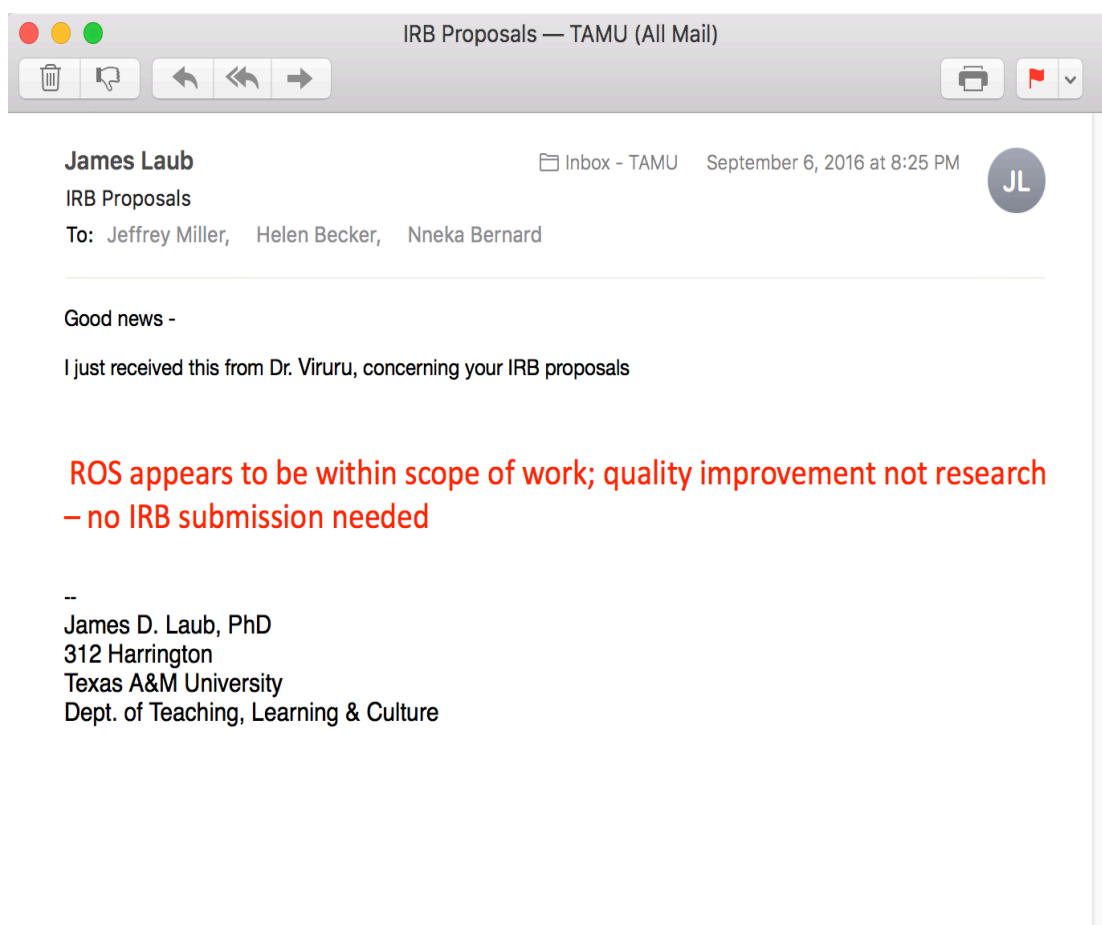 IRB Proposals — TAMU (All Mail)
James Laub
Inbox - TAMU September 6, 2016 at 8:25 PM
JL
IRB Proposals
To: Jeffrey Miller, Helen Becker, Nneka Bernard
Good news -
I just received this from Dr. Viruru, concerning your IRB proposals
ROS appears to be within scope of work; quality improvement not research
– no IRB submission needed
--
James D. Laub, PhD
312 Harrington
Texas A&M University
Dept. of Teaching, Learning & Culture